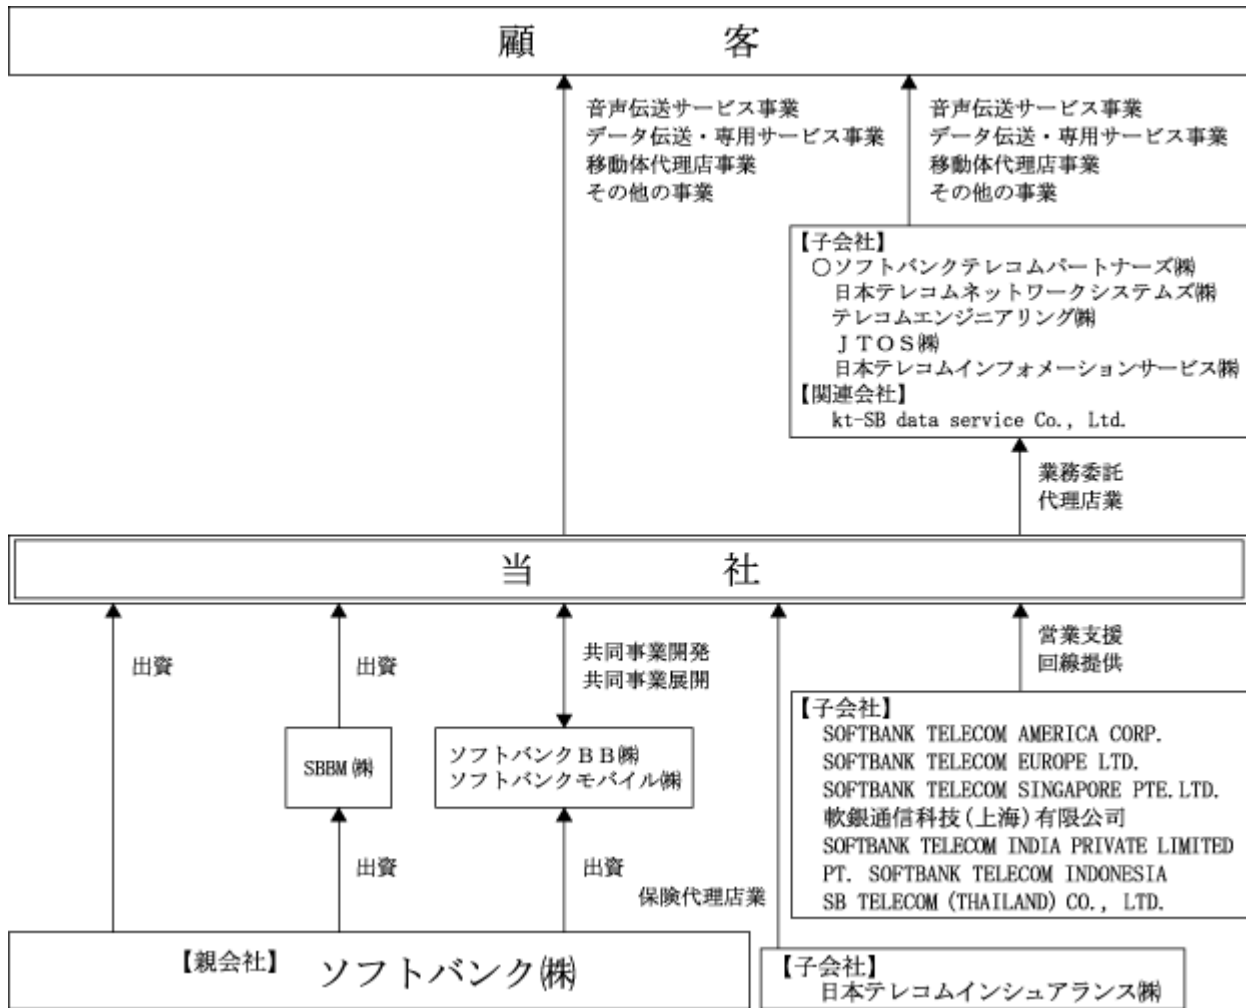 顧 客
音声伝送サービス事業
データ伝送・専用サービス事業
移動体代理店事業
その他の事業
音声伝送サービス事業
データ伝送・専用サービス事業
移動体代理店事業
その他の事業
【子会社】
○ソフトバンクテレコムパートナーズ㈱
日本テレコムネットワークシステムズ㈱
テレコムエンジニアリング㈱
ＪＴＯＳ㈱
日本テレコムインフォメーションサービス㈱
【関連会社】
kt-SB data service Co., Ltd.
業務委託
代理店業
当 社
出資
出資
共同事業開発
共同事業展開
営業支援
回線提供
SBBM㈱
ソフトバンクＢＢ㈱
ソフトバンクモバイル㈱
【子会社】
SOFTBANK TELECOM AMERICA CORP.
SOFTBANK TELECOM EUROPE LTD.
SOFTBANK TELECOM SINGAPORE PTE.LTD.
軟銀通信科技(上海)有限公司
SOFTBANK TELECOM INDIA PRIVATE LIMITED
PT. SOFTBANK TELECOM INDONESIA
SB TELECOM (THAILAND) CO., LTD.
出資
出資
保険代理店業
【親会社】 ソフトバンク㈱
【子会社】
日本テレコムインシュアランス㈱